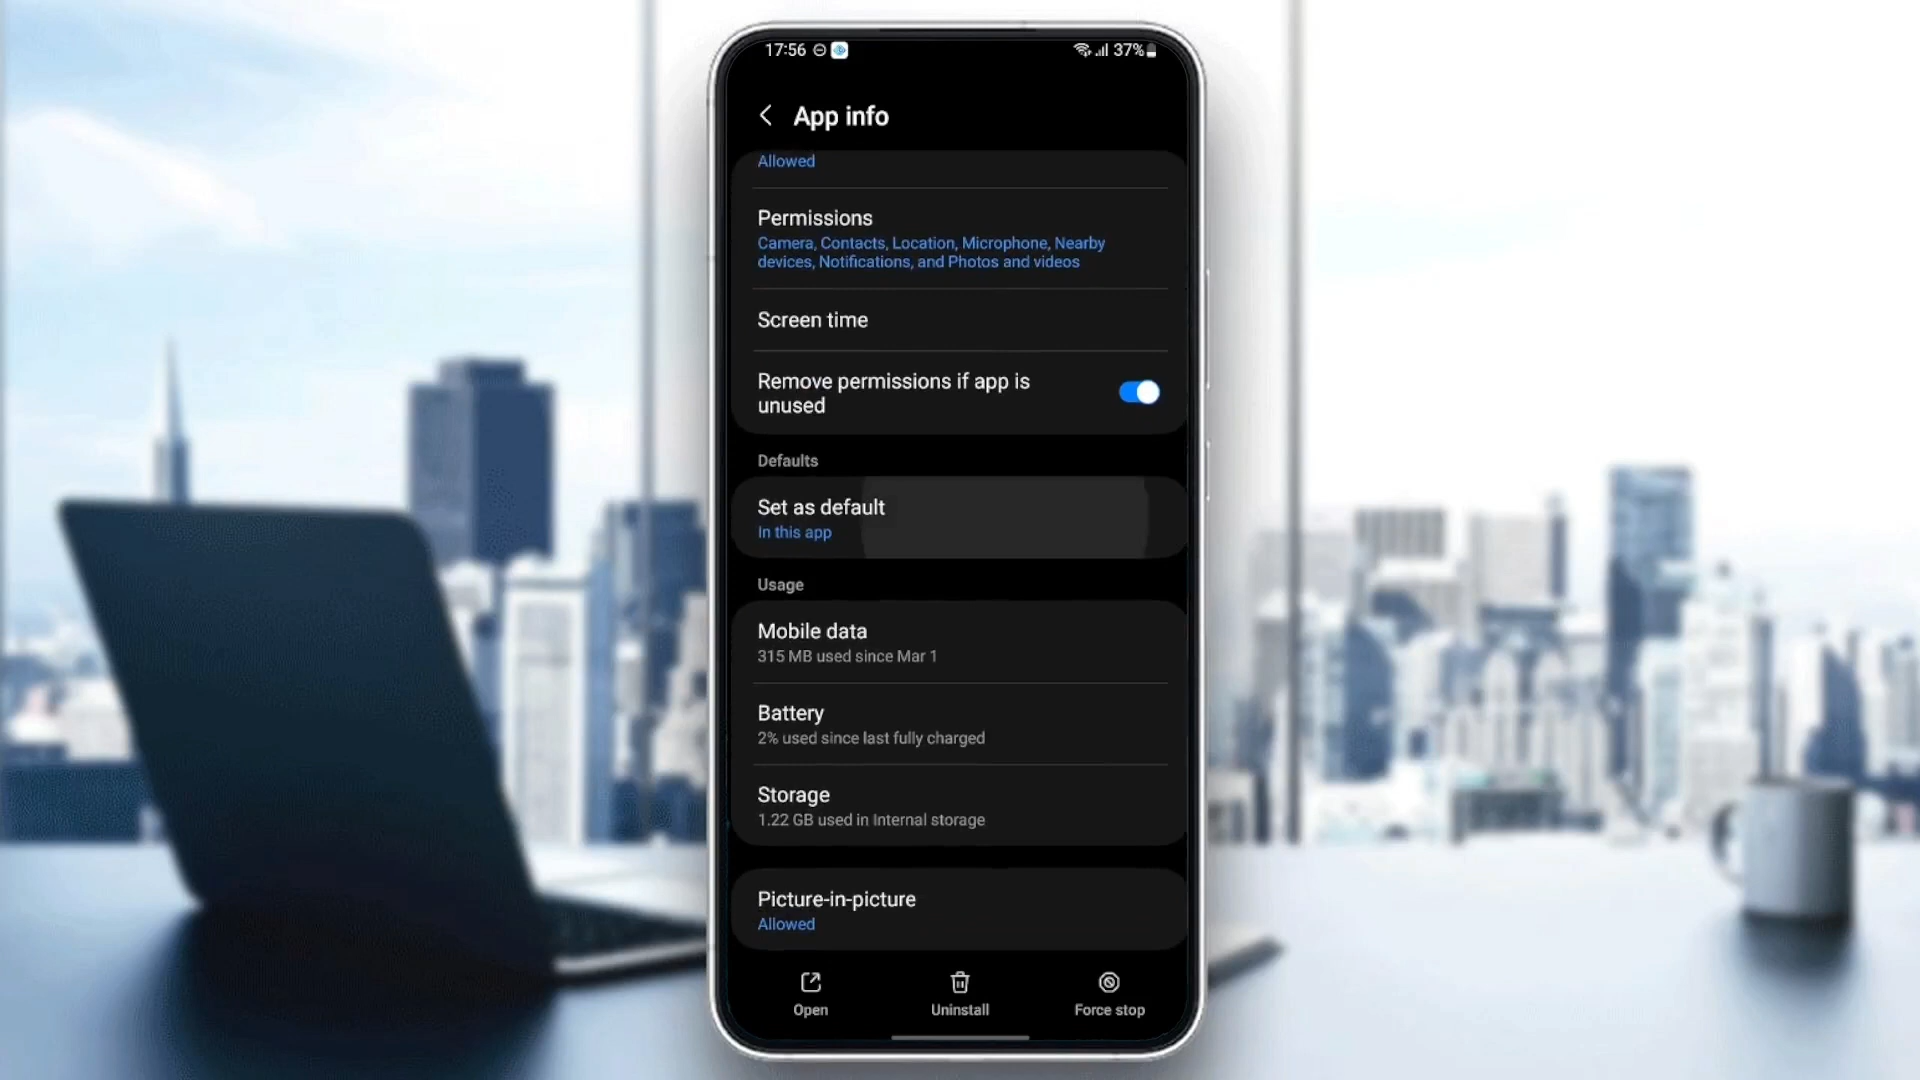 17:56
37%
App info
Allowed
Permissions
Camera, Contacts, Location, Microphone, Nearby
devices, Notifications, and Photos and videos
Screen time
Remove permissions if app is
unused
Defaults
Set as default
In this app
Usage
Mobile data
315 MB used since Mar 1
Battery
2% used since last fully charged
Storage
1.22 GB used in Internal storage
Picture-in-picture
Allowed
Open
Uninstall
Force stop